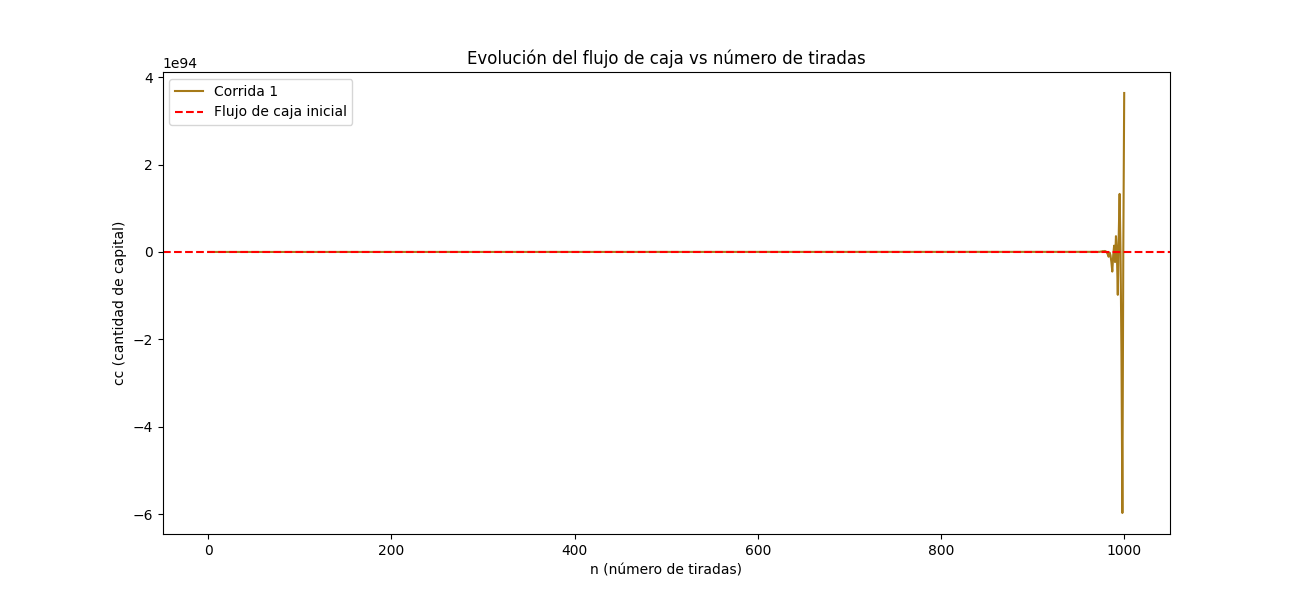 Evolución del flujo de caja vs número de tiradas
1e94
4
2
0
−2
−4
−6
cc (cantidad de capital)
Corrida 1
Flujo de caja inicial
0
200
400
600
800
1000
n (número de tiradas)